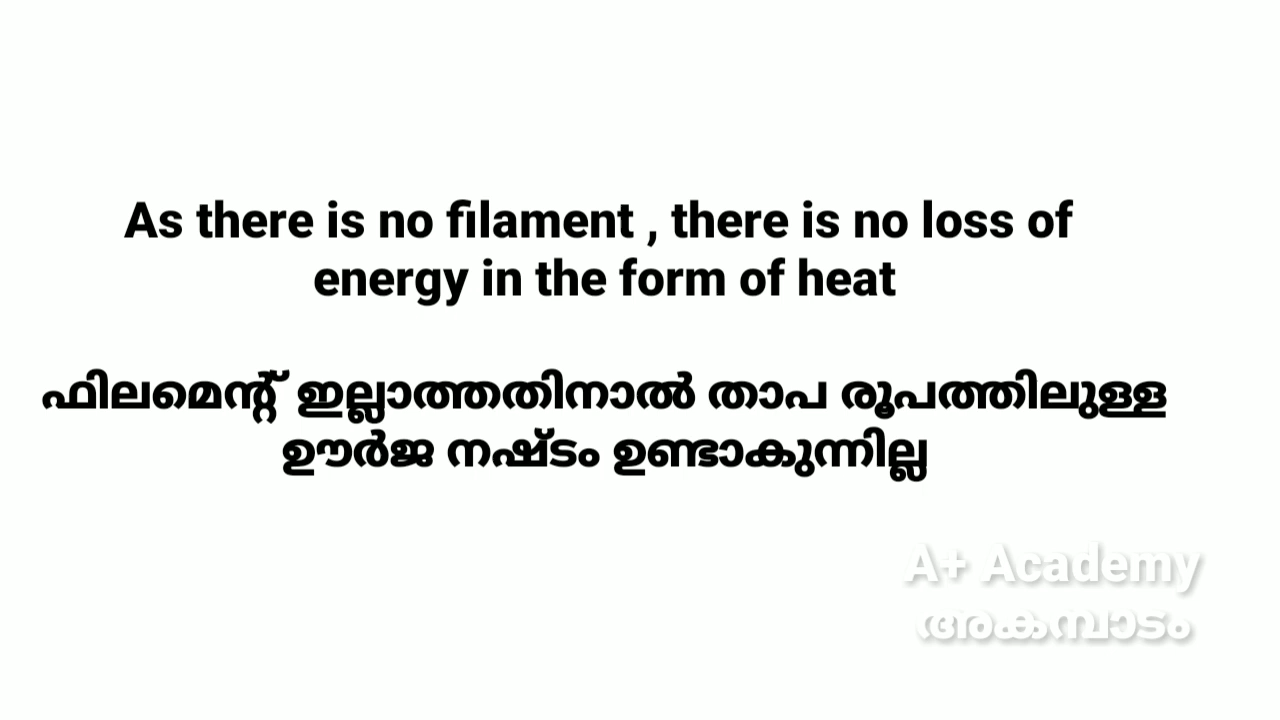 As there is no filament , there is no loss of
energy in the form of heat
ഫിലമെന്റ് ഇല്ലാത്തതിനാൽ താപ രൂപത്തിലുള്ള
ഊർജ നഷ്ടം ഉണ്ടാകുന്നില്ല
A+ Academy
അകമ്പാടം